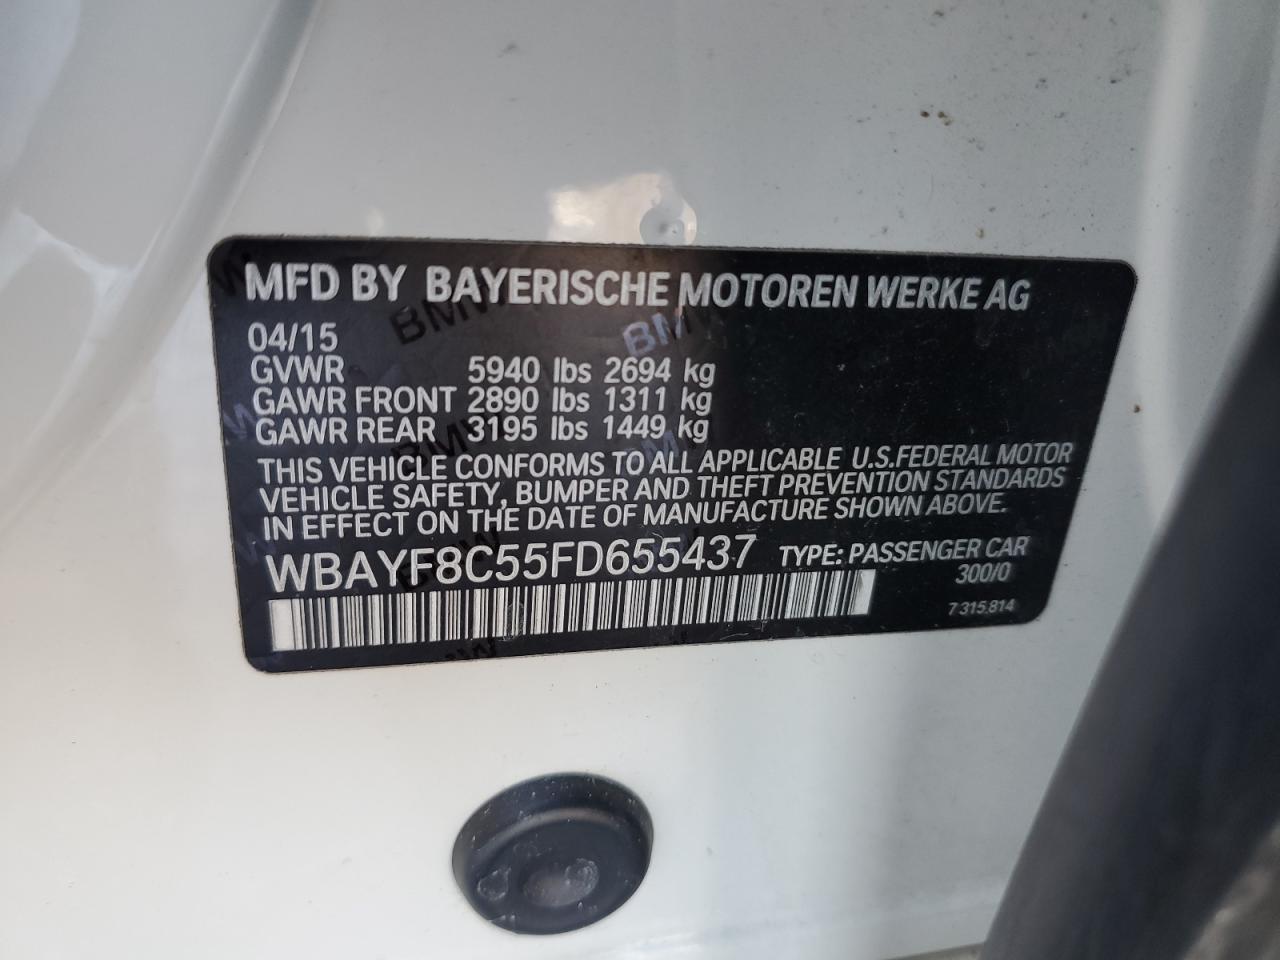 MFD BY BAYERISCHE MOTOREN WERKE AG
04/15
GVWR 5940 lbs 2694 kg
GAWR FRONT 2890 lbs 1311 kg
GAWR REAR 3195 lbs 1449 kg
THIS VEHICLE CONFORMS TO ALL APPLICABLE U.S.FEDERAL MOTOR
VEHICLE SAFETY, BUMPER AND THEFT PREVENTION STANDARDS
IN EFFECT ON THE DATE OF MANUFACTURE SHOWN ABOVE.
WBAYF8C55FD655437 TYPE: PASSENGER CAR
300/0
7 315.814
BMW
BMW
BMW